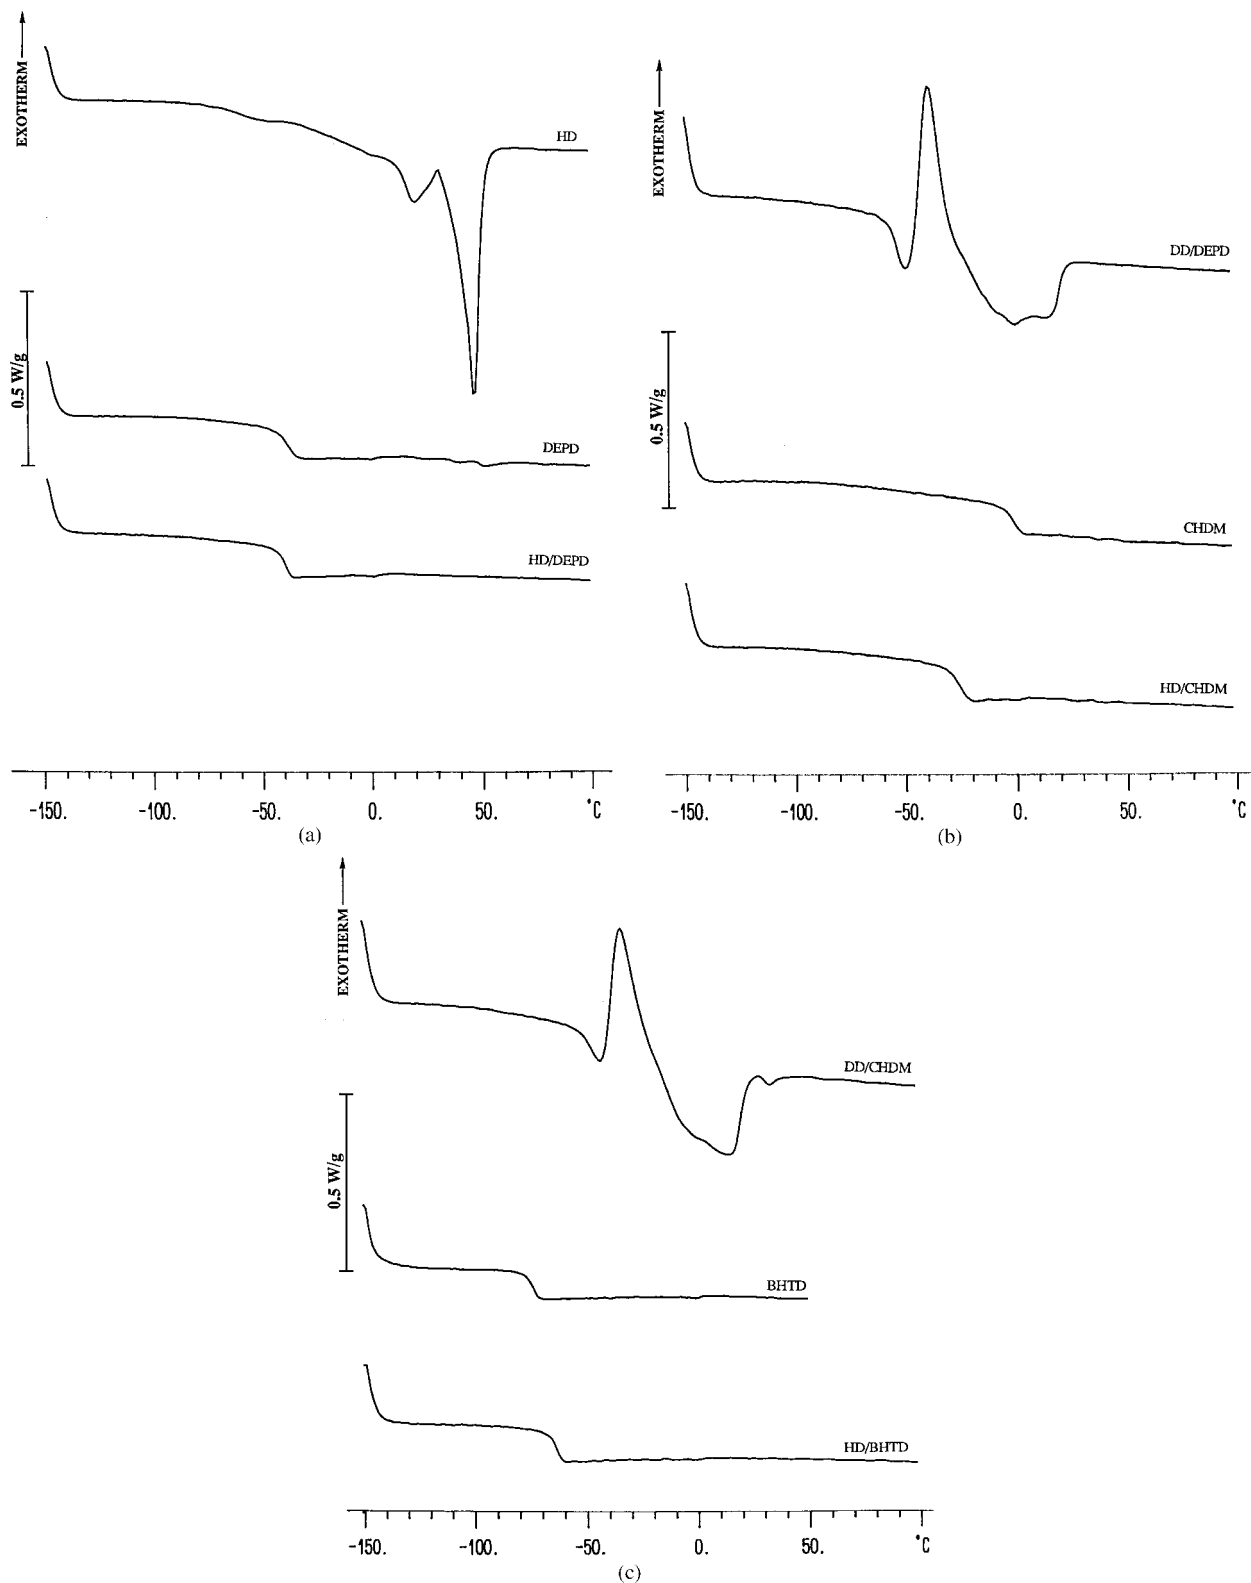 EXOTHERM
HD
0.5 W/g
DEPD
HD/DEPD
-150. -100. -50. 0. 50. °C
(a)
EXOTHERM
DD/DEPD
0.5 W/g
CHDM
HD/CHDM
-150. -100. -50. 0. 50. °C
(b)
EXOTHERM
DD/CHDM
0.5 W/g
BHTD
HD/BHTD
-150. -100. -50. 0. 50. °C
(c)